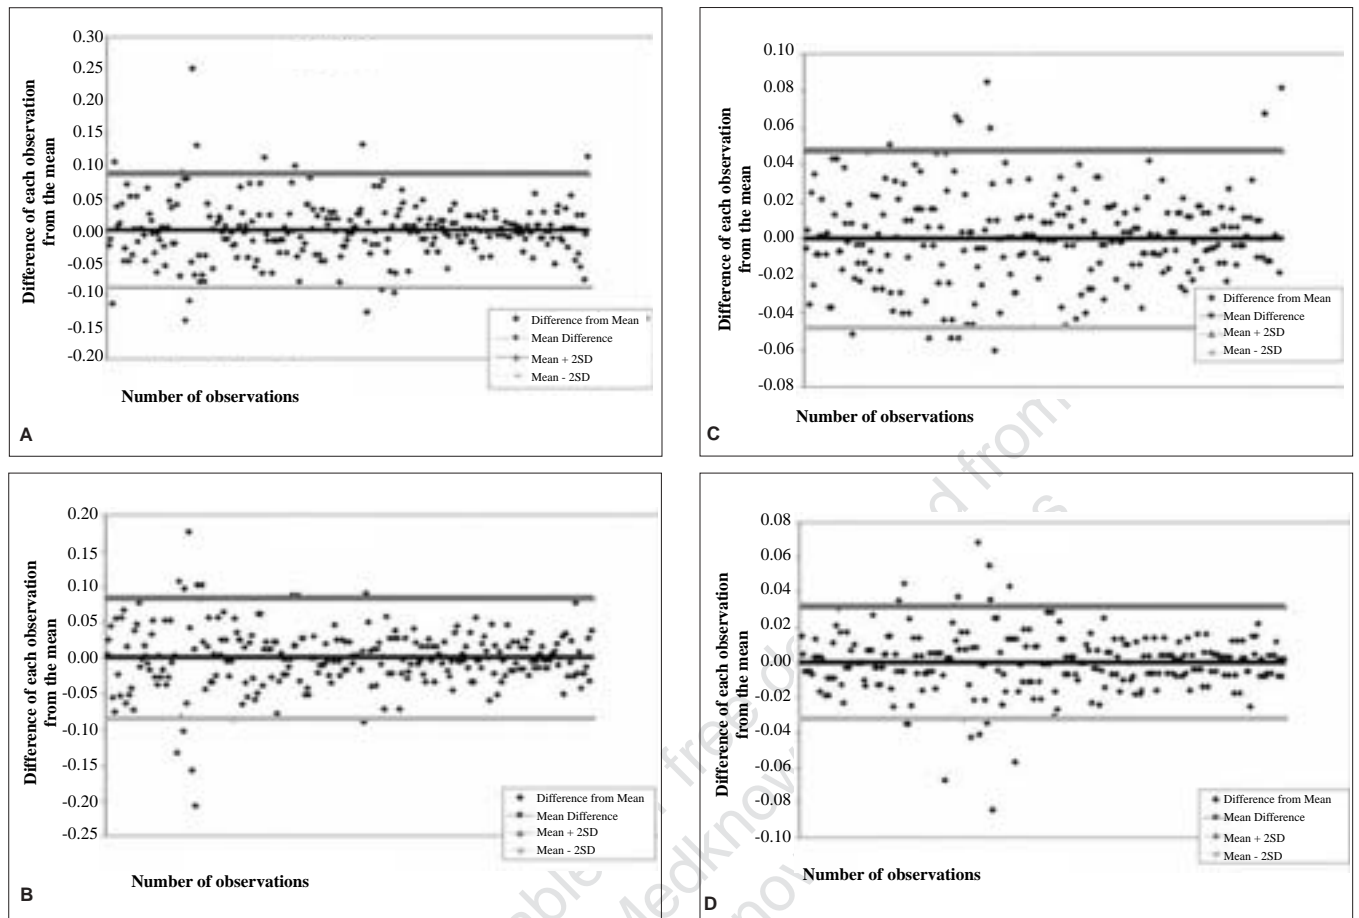 0.30
0.25
0.20
0.15
0.10
0.05
0.00
-0.05
-0.10
-0.15
-0.20
Difference of each observation
from the mean
Difference from Mean
Mean Difference
Mean + 2SD
Mean - 2SD
Number of observations
A
0.10
0.08
0.06
0.04
0.02
0.00
-0.02
-0.04
-0.06
-0.08
Difference of each observation
from the mean
Difference from Mean
Mean Difference
Mean + 2SD
Mean - 2SD
Number of observations
C
0.20
0.15
0.10
0.05
0.00
-0.05
-0.10
-0.15
-0.20
-0.25
Difference of each observation
from the mean
Difference from Mean
Mean Difference
Mean + 2SD
Mean - 2SD
Number of observations
B
0.08
0.06
0.04
0.02
0.00
-0.02
-0.04
-0.06
-0.08
-0.10
Difference of each observation
from the mean
Difference from Mean
Mean Difference
Mean + 2SD
Mean - 2SD
Number of observations
D
from
free